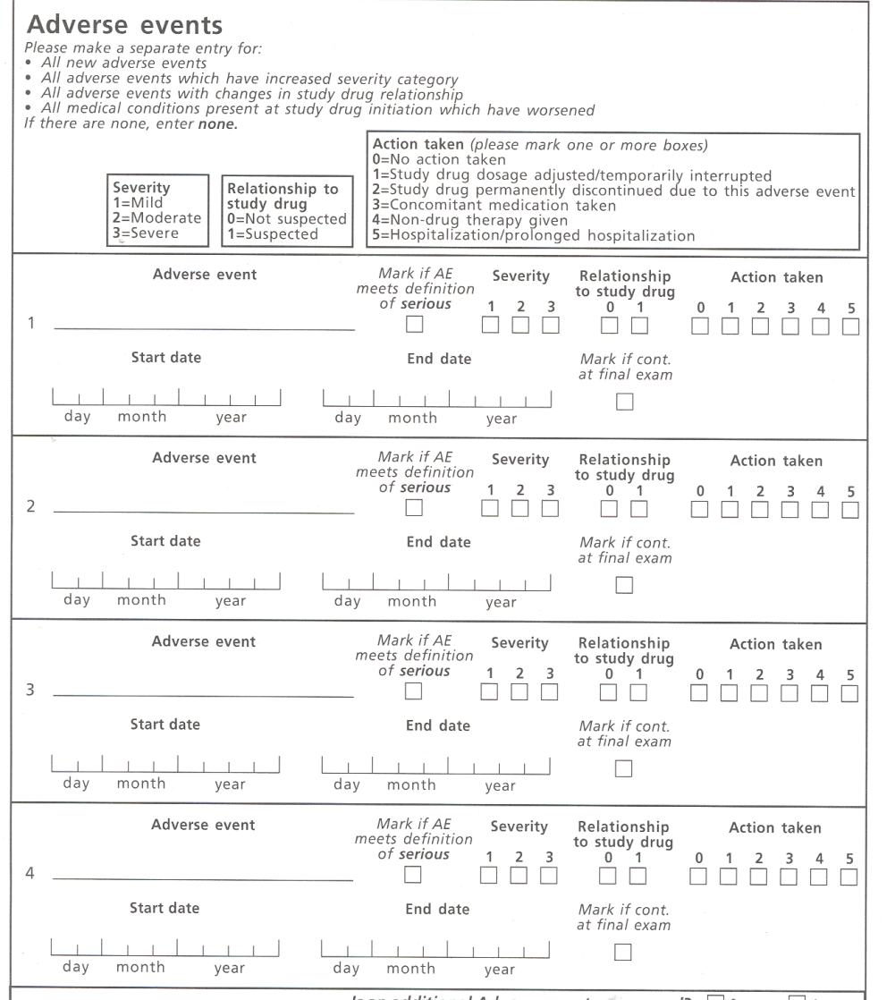 Adverse events
Please make a separate entry for:
• All new adverse events
• All adverse events which have increased severity category
• All adverse events with changes in study drug relationship
• All medical conditions present at study drug initiation which have worsened
If there are none, enter none.
Severity
1=Mild
2=Moderate
3=Severe
Relationship to
study drug
0=Not suspected
1=Suspected
Action taken (please mark one or more boxes)
0=No action taken
1=Study drug dosage adjusted/temporarily interrupted
2=Study drug permanently discontinued due to this adverse event
3=Concomitant medication taken
4=Non-drug therapy given
5=Hospitalization/prolonged hospitalization
Adverse event
Mark if AE
meets definition
of serious
Severity
1 2 3
Relationship
to study drug
0 1
Action taken
0 1 2 3 4 5
1
Start date
day month year
End date
day month year
Mark if cont.
at final exam
Adverse event
Mark if AE
meets definition
of serious
Severity
1 2 3
Relationship
to study drug
0 1
Action taken
0 1 2 3 4 5
2
Start date
day month year
End date
day month year
Mark if cont.
at final exam
Adverse event
Mark if AE
meets definition
of serious
Severity
1 2 3
Relationship
to study drug
0 1
Action taken
0 1 2 3 4 5
3
Start date
day month year
End date
day month year
Mark if cont.
at final exam
Adverse event
Mark if AE
meets definition
of serious
Severity
1 2 3
Relationship
to study drug
0 1
Action taken
0 1 2 3 4 5
4
Start date
day month year
End date
day month year
Mark if cont.
at final exam
additional